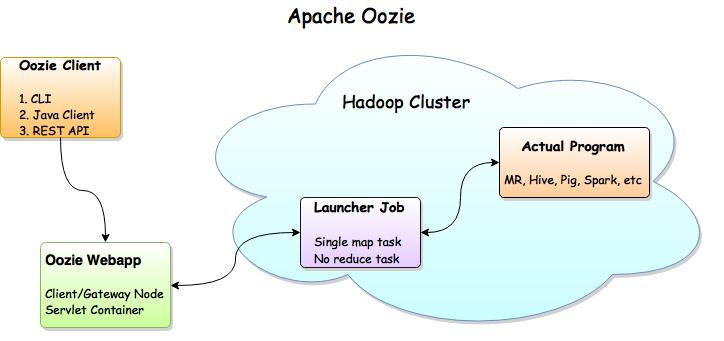 Apache Oozie
Oozie Client
1. CLI
2. Java Client
3. REST API
Hadoop Cluster
Actual Program
MR, Hive, Pig, Spark, etc
Launcher Job
Single map task
No reduce task
Oozie Webapp
Client/Gateway Node
Servlet Container